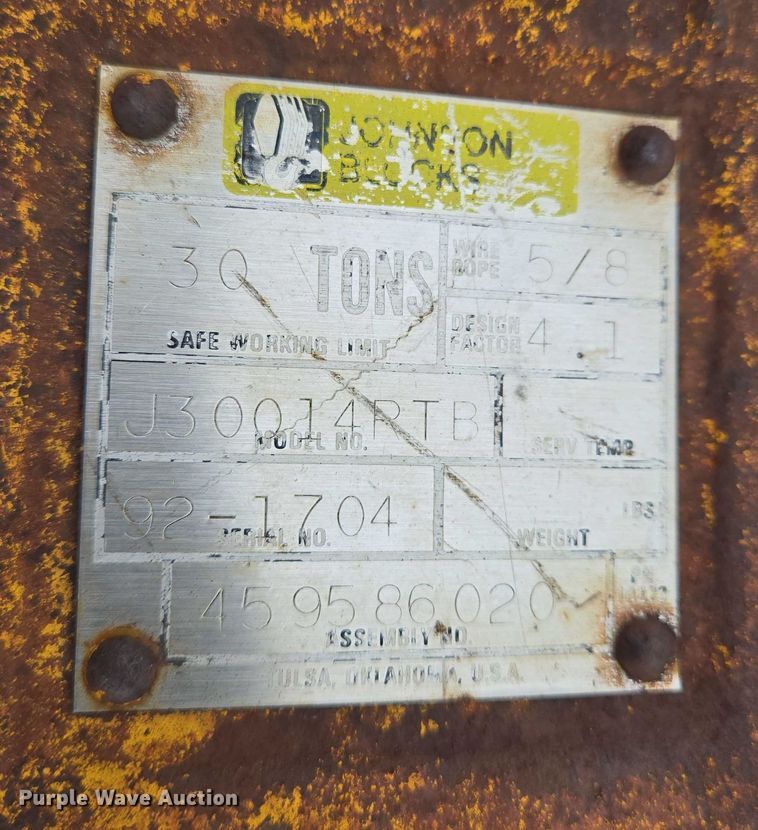 JOHNSON
BLOCKS
30 TONS
SAFE WORKING LIMIT
WIRE
ROPE 5/8
DESIGN
FACTOR 4.1
J30014RTB
MODEL NO.
SERV TEMP
92-1704
SERIAL NO.
LBS
WEIGHT
45 95 86 020
ASSEMBLY NO.
TULSA, OKLAHOMA, U.S.A.
Purple Wave Auction